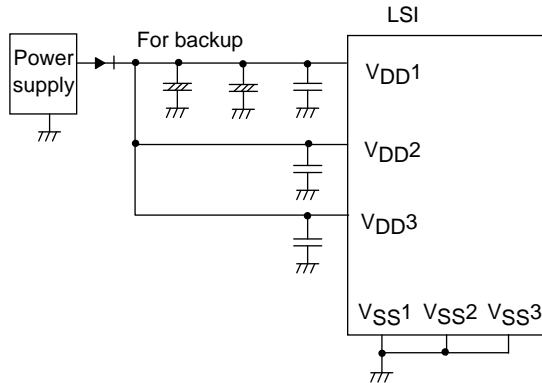 LSI
For backup
Power
supply
VDD1
VDD2
VDD3
VSS1 VSS2 VSS3